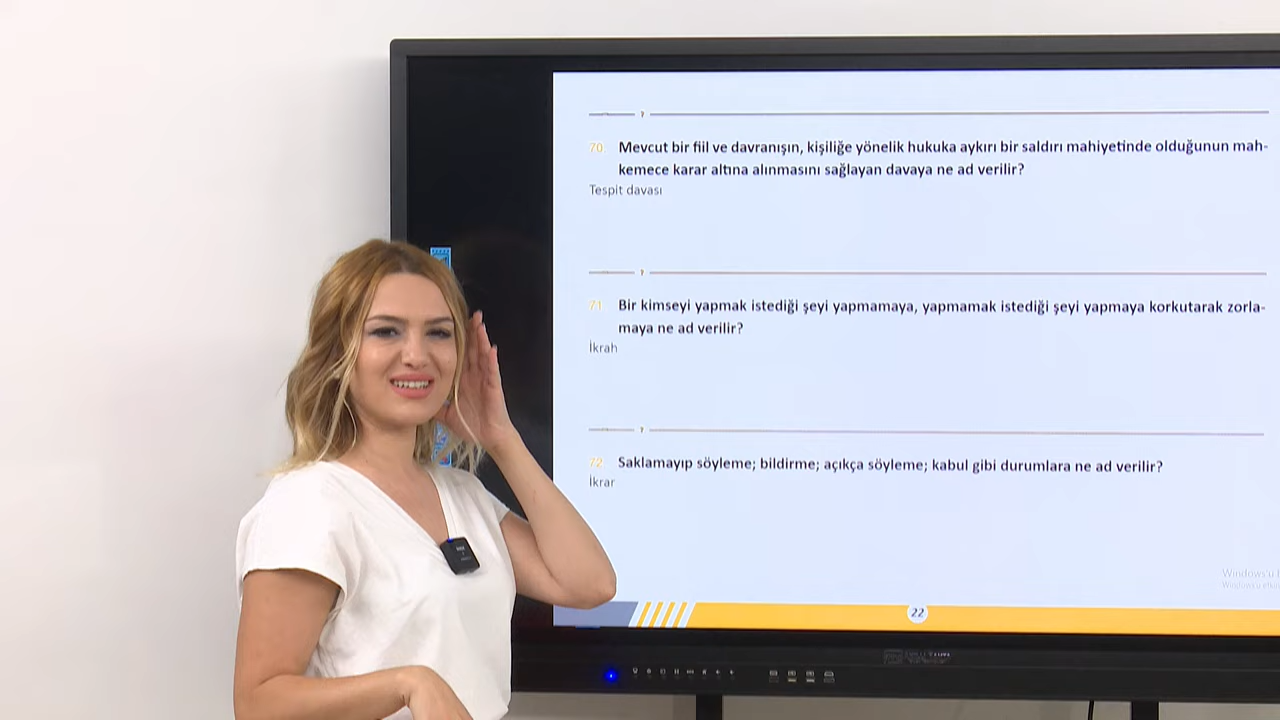 70. Mevcut bir fiil ve davranışın, kişiliğe yönelik hukuka aykırı bir saldırı mahiyetinde olduğunun mah-
kemece karar altına alınmasını sağlayan davaya ne ad verilir?
Tespit davası
71. Bir kimseyi yapmak istediği şeyi yapmamaya, yapmamak istediği şeyi yapmaya korkutarak zorla-
maya ne ad verilir?
İkrah
72. Saklamayıp söyleme; bildirme; açıkça söyleme; kabul gibi durumlara ne ad verilir?
İkrar
Windows'u
22